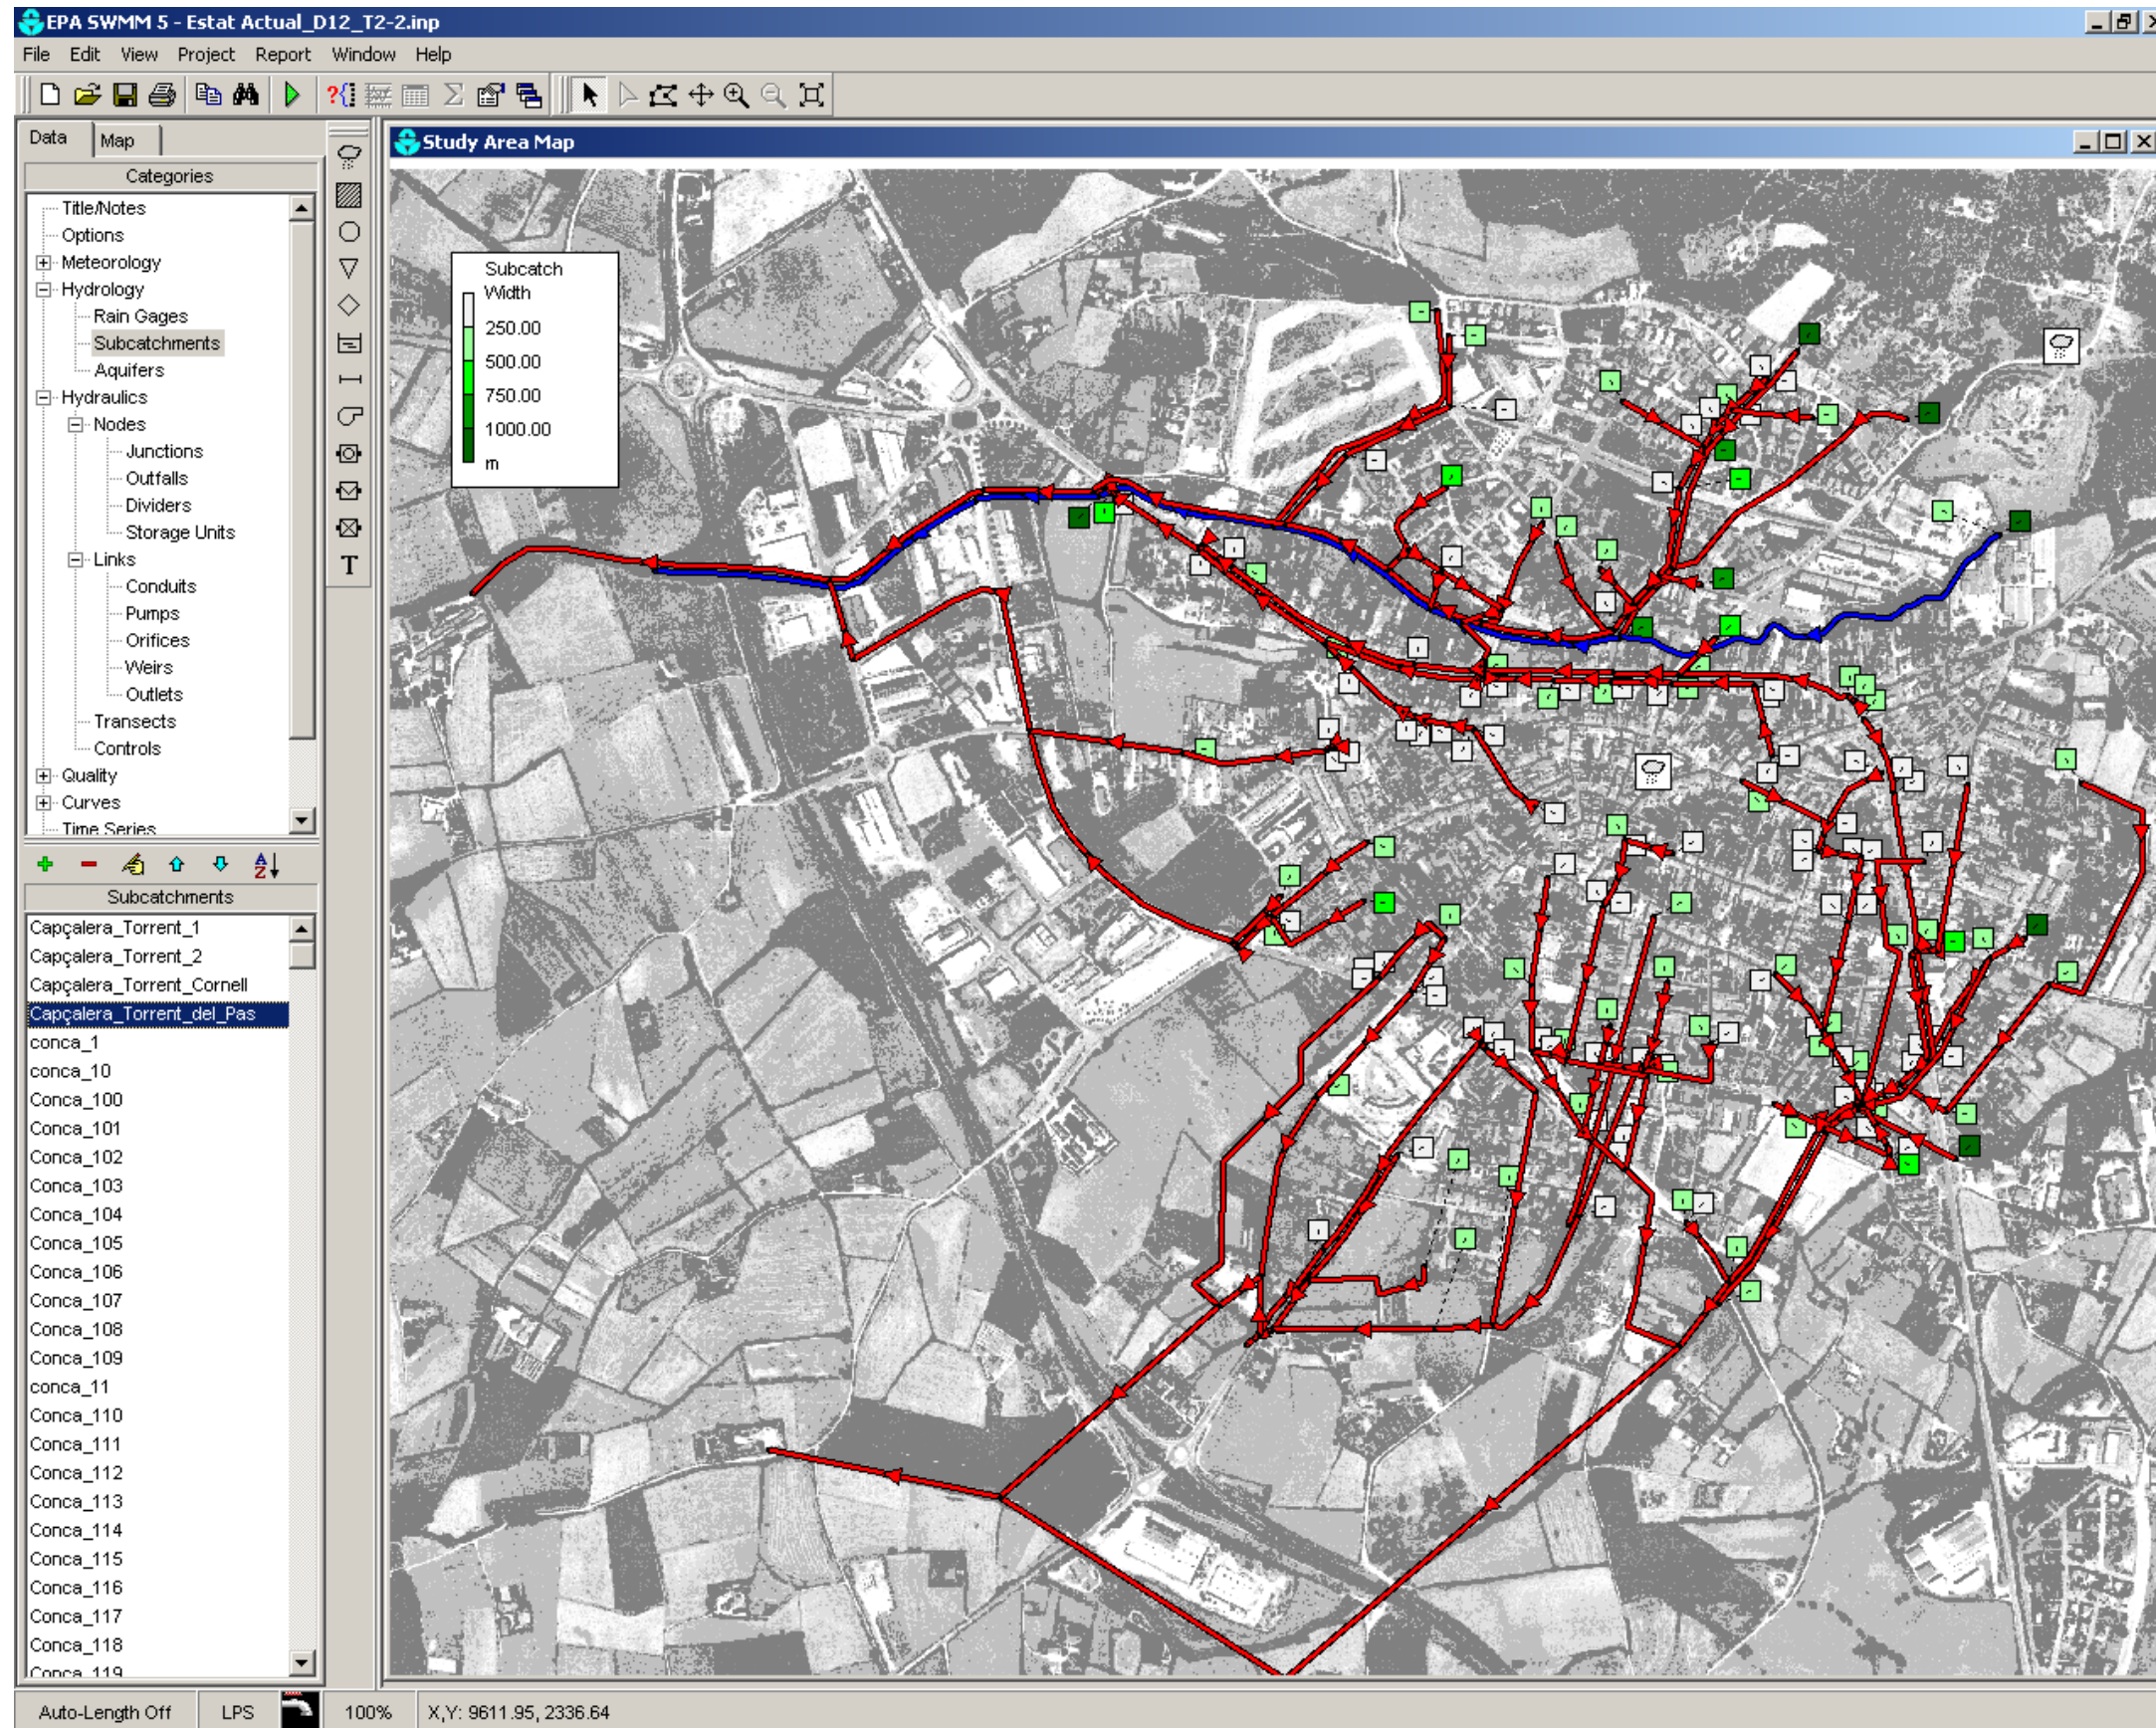 EPA SWMM 5 - Estat Actual_D12_T2-2.inp
File Edit View Project Report Window Help
Data Map
Categories
Title/Notes
Options
Meteorology
Hydrology
Rain Gages
Subcatchments
Aquifers
Hydraulics
Nodes
Junctions
Outfalls
Dividers
Storage Units
Links
Conduits
Pumps
Orifices
Weirs
Outlets
Transects
Controls
Quality
Curves
Time Series
Subcatchments
Capçalera_Torrent_1
Capçalera_Torrent_2
Capçalera_Torrent_Cornell
Capçalera_Torrent_del_Pas
conca_1
conca_10
Conca_100
Conca_101
Conca_102
Conca_103
Conca_104
Conca_105
Conca_106
Conca_107
Conca_108
Conca_109
conca_11
Conca_110
Conca_111
Conca_112
Conca_113
Conca_114
Conca_115
Conca_116
Conca_117
Conca_118
Conca_119
T
Study Area Map
Subcatch
Width
250.00
500.00
750.00
1000.00
m
Auto-Length Off LPS 100% X,Y: 9611.95, 2336.64